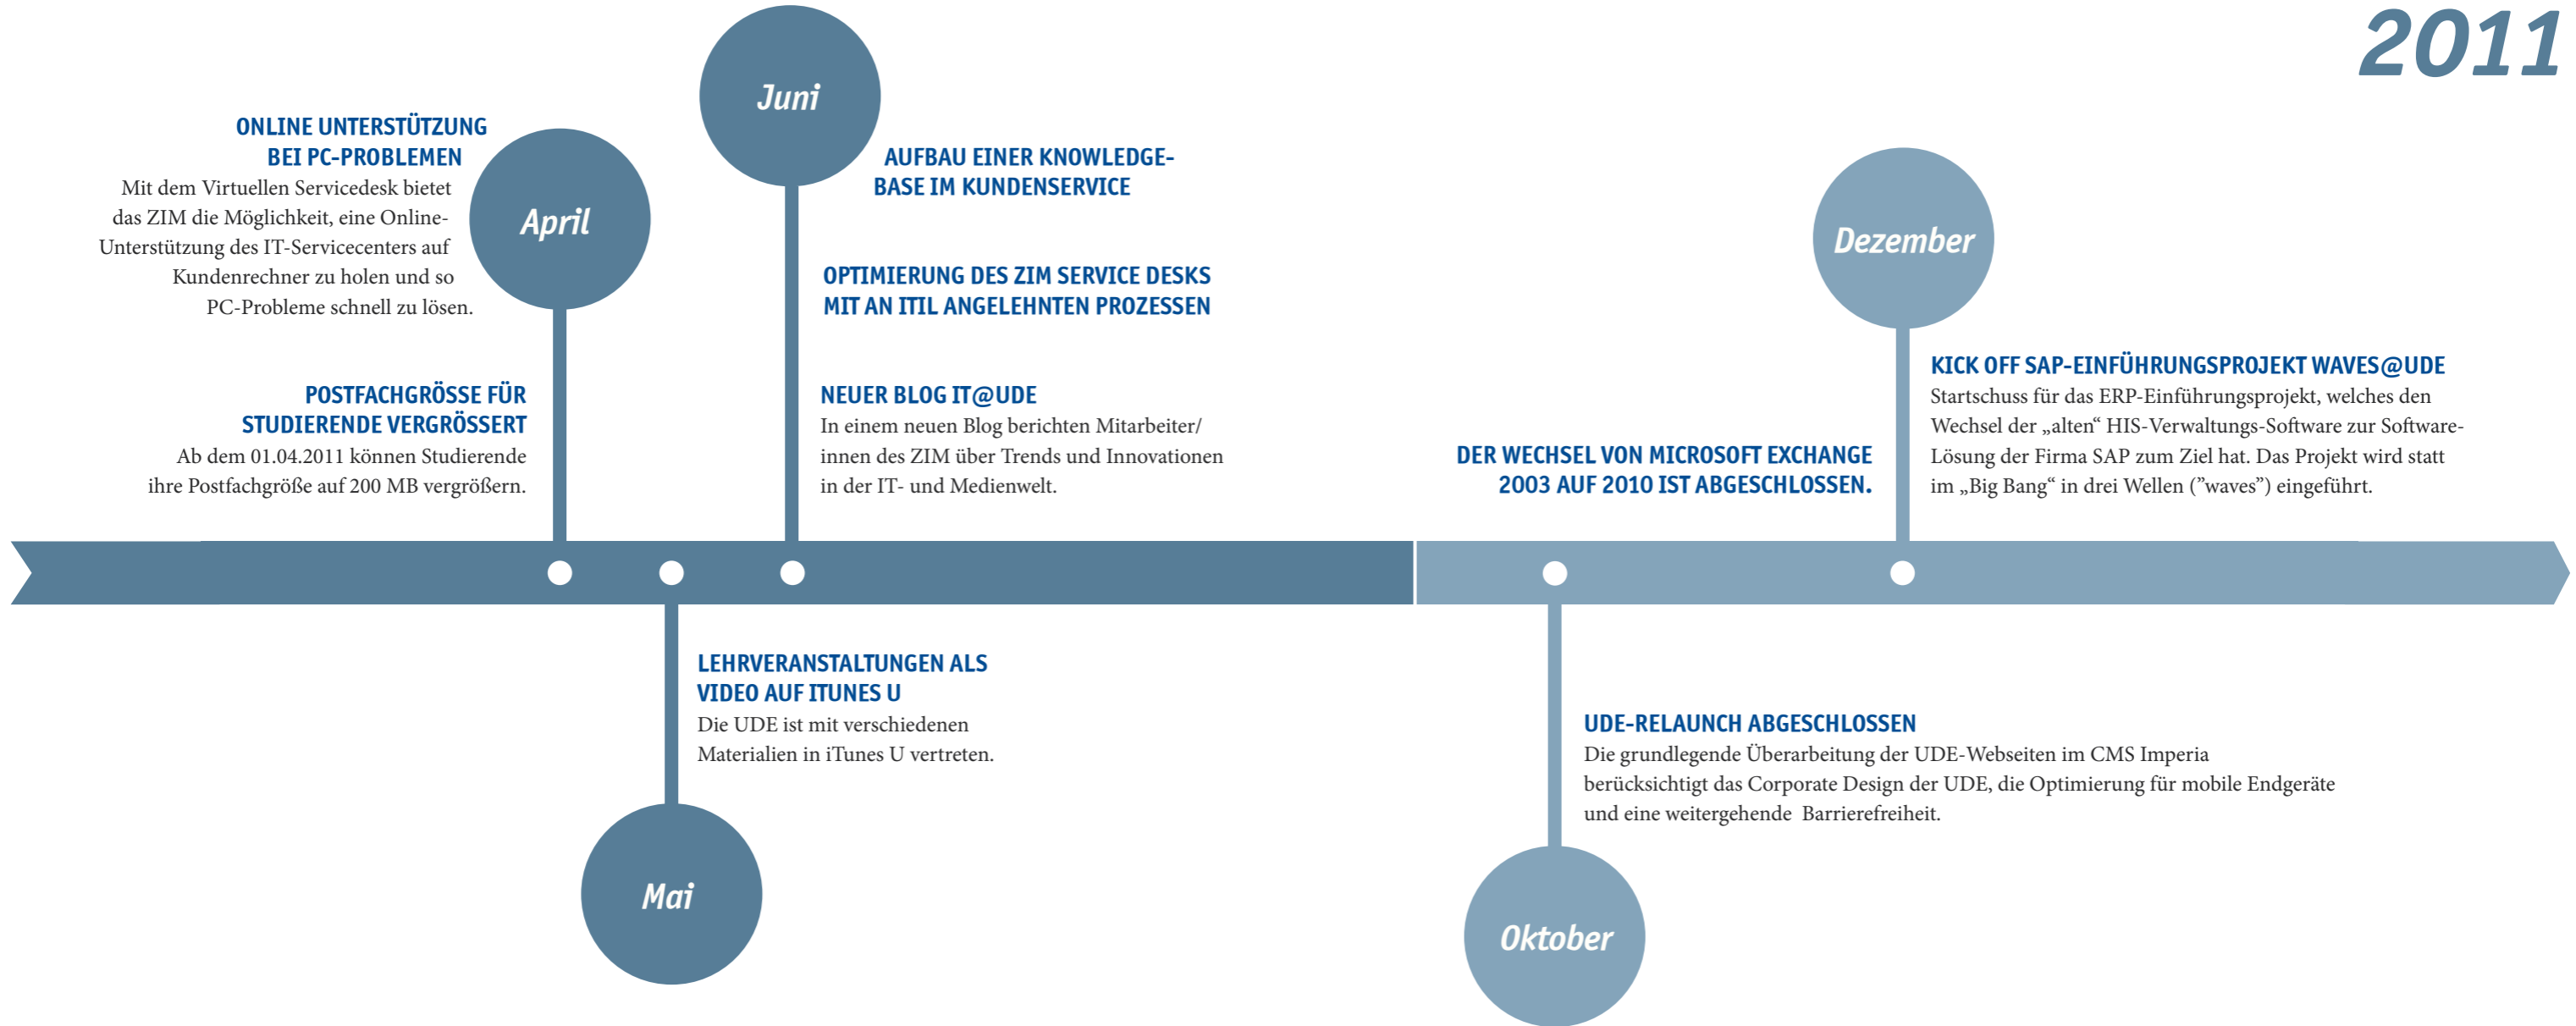 2011
April
ONLINE UNTERSTÜTZUNG
BEI PC-PROBLEMEN
Mit dem Virtuellen Servicedesk bietet
das ZIM die Möglichkeit, eine Online-
Unterstützung des IT-Servicecenters auf
Kundenrechner zu holen und so
PC-Probleme schnell zu lösen.
POSTFACHGRÖSSE FÜR
STUDIERENDE VERGRÖSSERT
Ab dem 01.04.2011 können Studierende
ihre Postfachgröße auf 200 MB vergrößern.
Mai
LEHRVERANSTALTUNGEN ALS
VIDEO AUF ITUNES U
Die UDE ist mit verschiedenen
Materialien in iTunes U vertreten.
Juni
AUFBAU EINER KNOWLEDGE-
BASE IM KUNDENSERVICE
OPTIMIERUNG DES ZIM SERVICE DESKS
MIT AN ITIL ANGELEHNTEN PROZESSEN
NEUER BLOG IT@UDE
In einem neuen Blog berichten Mitarbeiter/
innen des ZIM über Trends und Innovationen
in der IT- und Medienwelt.
Oktober
UDE-RELAUNCH ABGESCHLOSSEN
Die grundlegende Überarbeitung der UDE-Webseiten im CMS Imperia
berücksichtigt das Corporate Design der UDE, die Optimierung für mobile Endgeräte
und eine weitergehende  Barrierefreiheit.
Dezember
DER WECHSEL VON MICROSOFT EXCHANGE
2003 AUF 2010 IST ABGESCHLOSSEN.
KICK OFF SAP-EINFÜHRUNGSPROJEKT WAVES@UDE
Startschuss für das ERP-Einführungsprojekt, welches den
Wechsel der „alten“ HIS-Verwaltungs-Software zur Software-
Lösung der Firma SAP zum Ziel hat. Das Projekt wird statt
im „Big Bang“ in drei Wellen (”waves”) eingeführt.